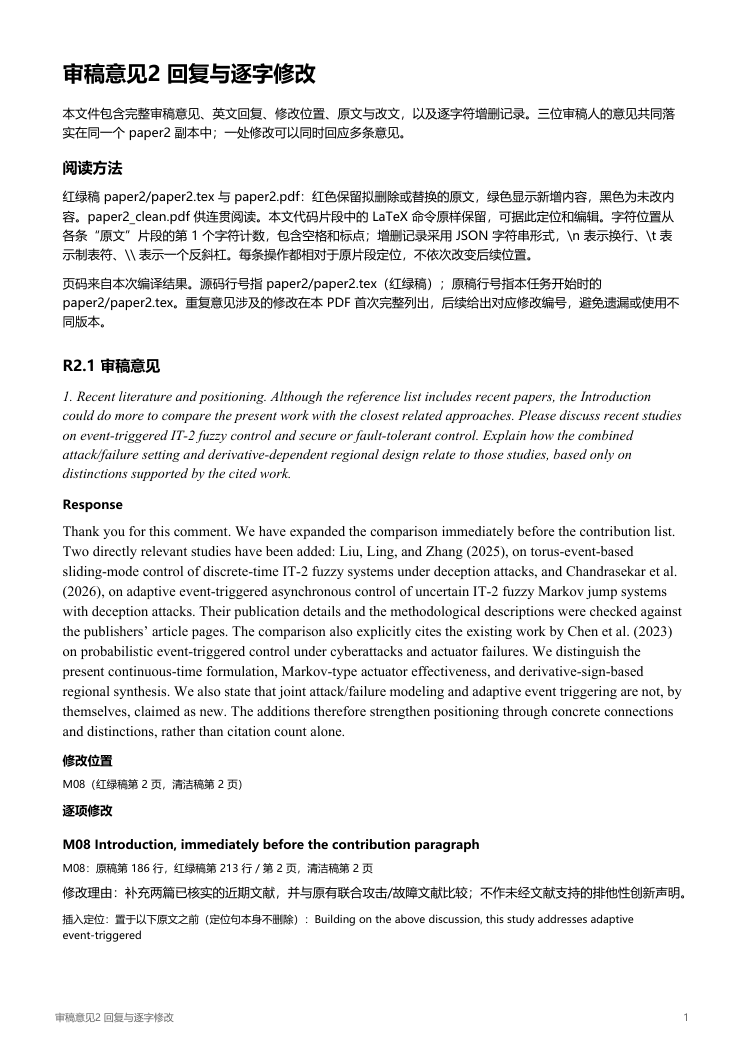 审稿意见2 回复与逐字修改
本文件包含完整审稿意见、英文回复、修改位置、原文与改文，以及逐字符增删记录。三位审稿人的意见共同落
实在同一个 paper2 副本中；一处修改可以同时回应多条意见。
阅读方法
红绿稿 paper2/paper2.tex 与 paper2.pdf：红色保留拟删除或替换的原文，绿色显示新增内容，黑色为未改内
容。paper2_clean.pdf 供连贯阅读。本文代码片段中的 LaTeX 命令原样保留，可据此定位和编辑。字符位置从
各条“原文”片段的第 1 个字符计数，包含空格和标点；增删记录采用 JSON 字符串形式，\n 表示换行、\t 表
示制表符、\\ 表示一个反斜杠。每条操作都相对于原片段定位，不依次改变后续位置。
页码来自本次编译结果。源码行号指 paper2/paper2.tex（红绿稿）；原稿行号指本任务开始时的
paper2/paper2.tex。重复意见涉及的修改在本 PDF 首次完整列出，后续给出对应修改编号，避免遗漏或使用不
同版本。
R2.1 审稿意见
1. Recent literature and positioning. Although the reference list includes recent papers, the Introduction
could do more to compare the present work with the closest related approaches. Please discuss recent studies
on event-triggered IT-2 fuzzy control and secure or fault-tolerant control. Explain how the combined
attack/failure setting and derivative-dependent regional design relate to those studies, based only on
distinctions supported by the cited work.
Response
Thank you for this comment. We have expanded the comparison immediately before the contribution list.
Two directly relevant studies have been added: Liu, Ling, and Zhang (2025), on torus-event-based
sliding-mode control of discrete-time IT-2 fuzzy systems under deception attacks, and Chandrasekar et al.
(2026), on adaptive event-triggered asynchronous control of uncertain IT-2 fuzzy Markov jump systems
with deception attacks. Their publication details and the methodological descriptions were checked against
the publishers’ article pages. The comparison also explicitly cites the existing work by Chen et al. (2023)
on probabilistic event-triggered control under cyberattacks and actuator failures. We distinguish the
present continuous-time formulation, Markov-type actuator effectiveness, and derivative-sign-based
regional synthesis. We also state that joint attack/failure modeling and adaptive event triggering are not, by
themselves, claimed as new. The additions therefore strengthen positioning through concrete connections
and distinctions, rather than citation count alone.
修改位置
M08（红绿稿第 2 页，清洁稿第 2 页）
逐项修改
M08 Introduction, immediately before the contribution paragraph
M08：原稿第 186 行，红绿稿第 213 行 / 第 2 页，清洁稿第 2 页
修改理由：补充两篇已核实的近期文献，并与原有联合攻击/故障文献比较；不作未经文献支持的排他性创新声明。
插入定位：置于以下原文之前（定位句本身不删除）：Building on the above discussion, this study addresses adaptive
event-triggered
审稿意见2 回复与逐字修改
1